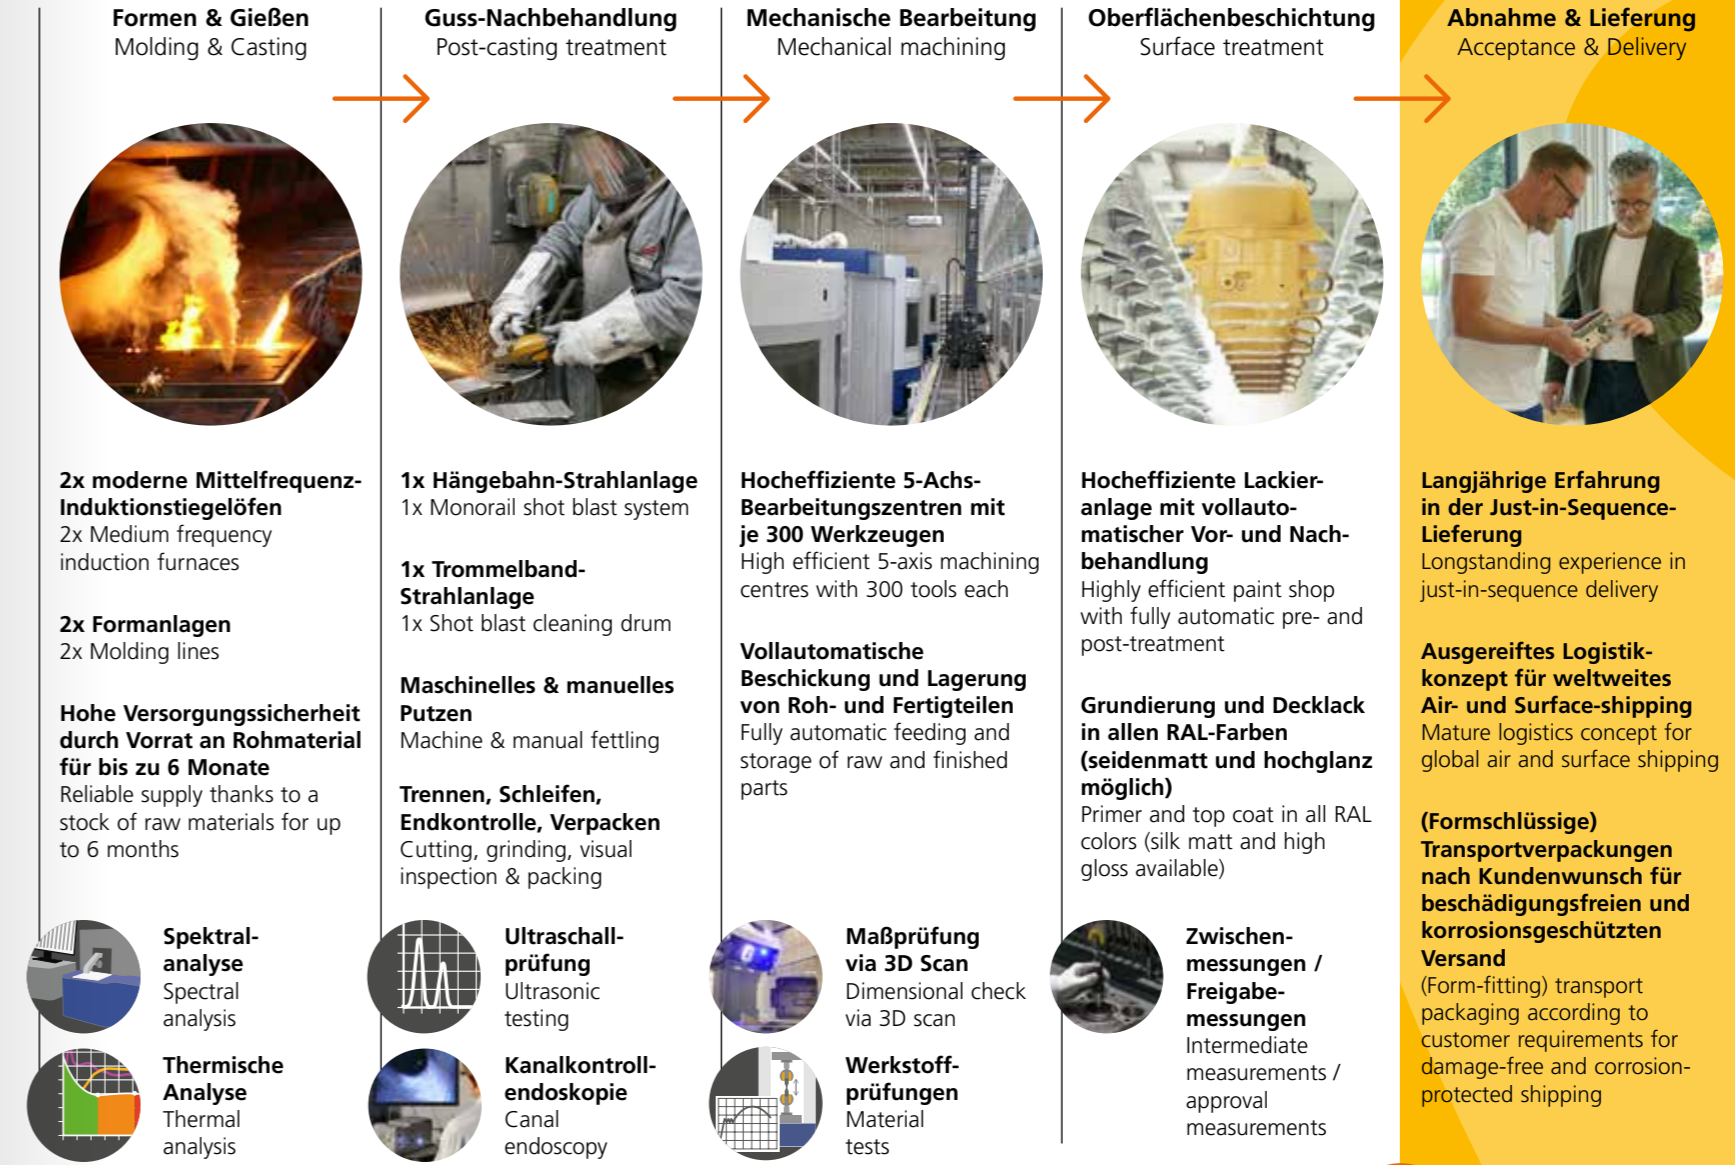 Formen & Gießen
Molding & Casting
2x moderne Mittelfrequenz-
Induktionstiegelöfen
2x Medium frequency
induction furnaces
2x Formanlagen
2x Molding lines
Hohe Versorgungssicherheit
durch Vorrat an Rohmaterial
für bis zu 6 Monate
Reliable supply thanks to a
stock of raw materials for up
to 6 months
Spektral-
analyse
Spectral
analysis
Thermische
Analyse
Thermal
analysis
Guss-Nachbehandlung
Post-casting treatment
1x Hängebahn-Strahlanlage
1x Monorail shot blast system
1x Trommelband-
Strahlanlage
1x Shot blast cleaning drum
Maschinelles & manuelles
Putzen
Machine & manual fettling
Trennen, Schleifen,
Endkontrolle, Verpacken
Cutting, grinding, visual
inspection & packing
Ultraschall-
prüfung
Ultrasonic
testing
Kanalkontroll-
endoskopie
Canal
endoscopy
Mechanische Bearbeitung
Mechanical machining
Hocheffiziente 5-Achs-
Bearbeitungszentren mit
je 300 Werkzeugen
High efficient 5-axis machining
centres with 300 tools each
Vollautomatische
Beschickung und Lagerung
von Roh- und Fertigteilen
Fully automatic feeding and
storage of raw and finished
parts
Maßprüfung
via 3D Scan
Dimensional check
via 3D scan
Werkstoff-
prüfungen
Material
tests
Oberflächenbeschichtung
Surface treatment
Hocheffiziente Lackier-
anlage mit vollauto-
matischer Vor- und Nach-
behandlung
Highly efficient paint shop
with fully automatic pre- and
post-treatment
Grundierung und Decklack
in allen RAL-Farben
(seidenmatt und hochglanz
möglich)
Primer and top coat in all RAL
colors (silk matt and high
gloss available)
Zwischen-
messungen /
Freigabe-
messungen
Intermediate
measurements /
approval
measurements
Abnahme & Lieferung
Acceptance & Delivery
Langjährige Erfahrung
in der Just-in-Sequence-
Lieferung
Longstanding experience in
just-in-sequence delivery
Ausgereiftes Logistik-
konzept für weltweites
Air- und Surface-shipping
Mature logistics concept for
global air and surface shipping
(Formschlüssige)
Transportverpackungen
nach Kundenwunsch für
beschädigungsfreien und
korrosionsgeschützten
Versand
(Form-fitting) transport
packaging according to
customer requirements for
damage-free and corrosion-
protected shipping